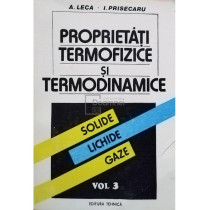 A. LECA - I. PRISECARU
PROPRIETĂȚI
TERMOFIZICE
ȘI
TERMODINAMICE
SOLIDE
LICHIDE
GAZE
VOL 3
EDITURA TEHNICĂ